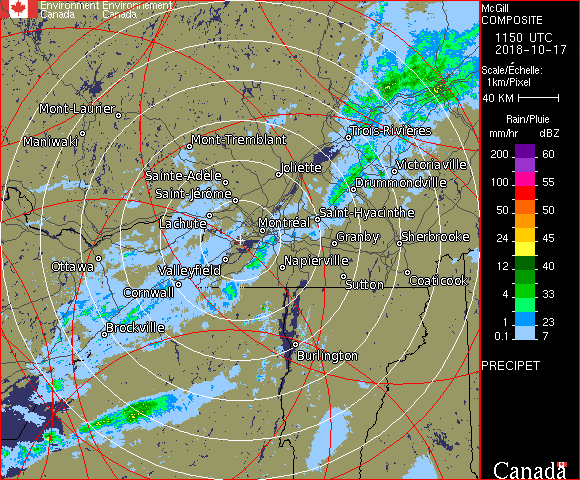 Environment Environnement
Canada Canada
McGill
COMPOSITE
1150 UTC
2018-10-17
Scale/Échelle:
1km/Pixel
40 KM
Rain/Pluie
mm/hr dBZ
200 60
100 55
50 50
24 45
12 40
4 33
1 23
0.1 7
PRECIPET
Canada
Mont-Laurier
Maniwaki
Mont-Tremblant
Trois-Rivières
Sainte-Adèle
Joliette
Victoriaville
Saint-Jérôme
Drummondville
Lachute
Montréal
Saint-Hyacinthe
Granby
Sherbrooke
Ottawa
Valleyfield
Napierville
Cornwall
Sutton
Coaticook
Brockville
Burlington